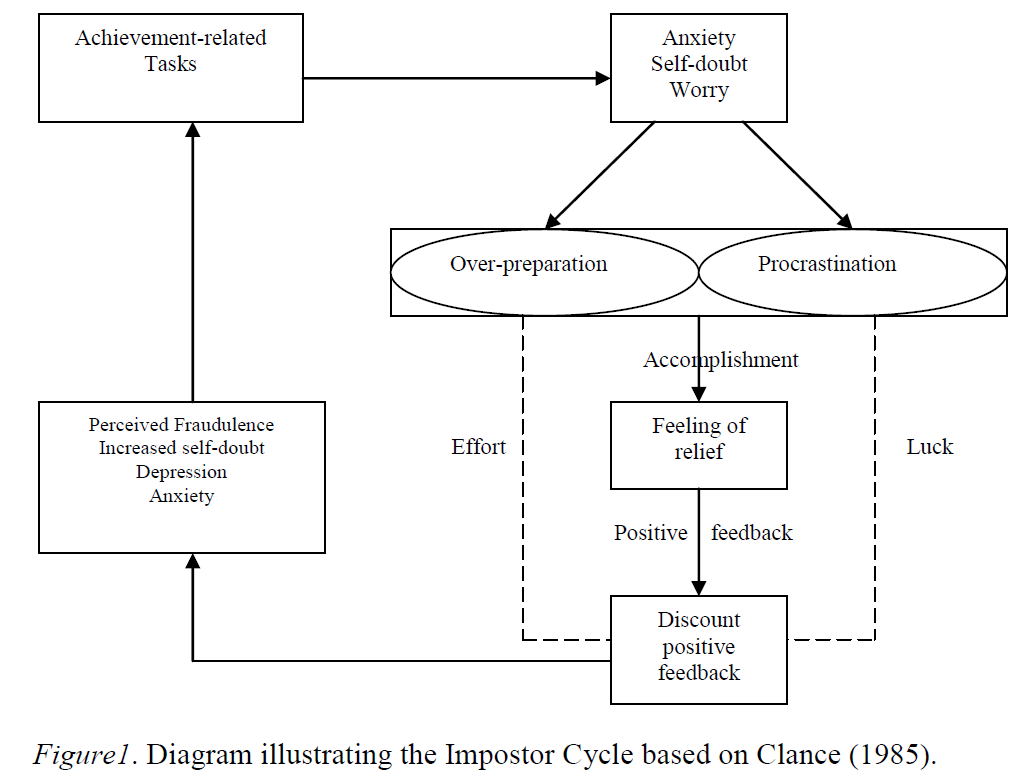 Achievement-related
Tasks
Anxiety
Self-doubt
Worry
Over-preparation
Procrastination
Accomplishment
Perceived Fraudulence
Increased self-doubt
Depression
Anxiety
Effort
Feeling of
relief
Luck
Positive feedback
Discount
positive
feedback
Figure1. Diagram illustrating the Impostor Cycle based on Clance (1985).